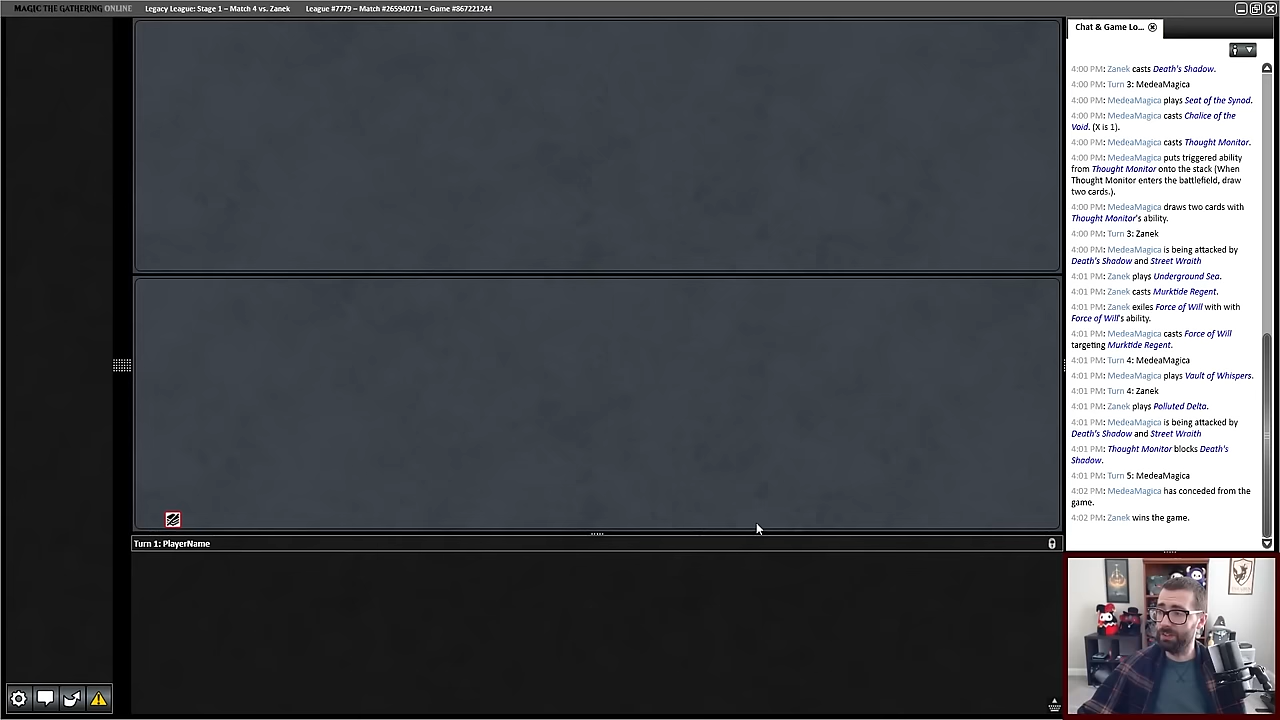 MAGIC THE GATHERING ONLINE
Legacy League: Stage 1 – Match 4 vs. Zanek
League #7779 – Match #265940711 – Game #867221244
Chat & Game Lo...
4:00 PM: Zanek casts Death's Shadow.
4:00 PM: Turn 3: MedeaMagica
4:00 PM: MedeaMagica plays Seat of the Synod.
4:00 PM: MedeaMagica casts Chalice of the
Void. (X is 1).
4:00 PM: MedeaMagica casts Thought Monitor.
4:00 PM: MedeaMagica puts triggered ability
from Thought Monitor onto the stack (When
Thought Monitor enters the battlefield, draw
two cards.).
4:00 PM: MedeaMagica draws two cards with
Thought Monitor's ability.
4:00 PM: Turn 3: Zanek
4:00 PM: MedeaMagica is being attacked by
Death's Shadow and Street Wraith
4:01 PM: Zanek plays Underground Sea.
4:01 PM: Zanek casts Murktide Regent.
4:01 PM: Zanek exiles Force of Will with with
Force of Will's ability.
4:01 PM: MedeaMagica casts Force of Will
targeting Murktide Regent.
4:01 PM: Turn 4: MedeaMagica
4:01 PM: MedeaMagica plays Vault of Whispers.
4:01 PM: Turn 4: Zanek
4:01 PM: Zanek plays Polluted Delta.
4:01 PM: MedeaMagica is being attacked by
Death's Shadow and Street Wraith
4:01 PM: Thought Monitor blocks Death's
Shadow.
4:01 PM: Turn 5: MedeaMagica
4:02 PM: MedeaMagica has conceded from the
game.
4:02 PM: Zanek wins the game.
Turn 1: PlayerName